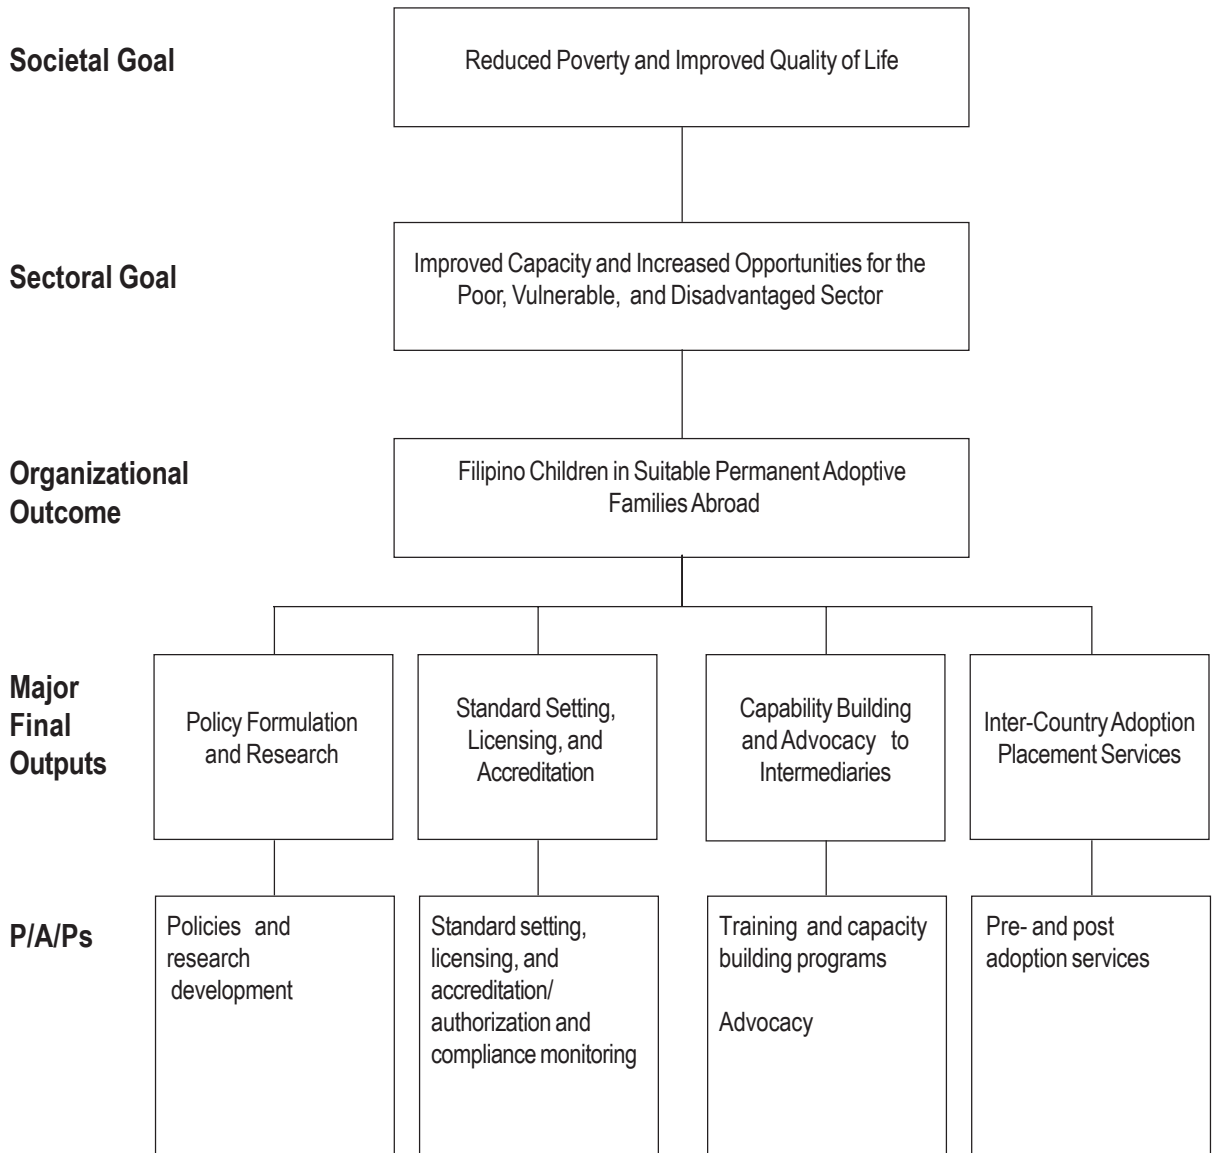 Societal Goal
Reduced Poverty and Improved Quality of Life
Sectoral Goal
Improved Capacity and Increased Opportunities for the
Poor, Vulnerable, and Disadvantaged Sector
Organizational
Outcome
Filipino Children in Suitable Permanent Adoptive
Families Abroad
Major
Final
Outputs
Policy Formulation
and Research
Standard Setting,
Licensing, and
Accreditation
Capability Building
and Advocacy to
Intermediaries
Inter-Country Adoption
Placement Services
P/A/Ps
Policies and
research
development
Standard setting,
licensing, and
accreditation/
authorization and
compliance monitoring
Training and capacity
building programs
Advocacy
Pre- and post
adoption services